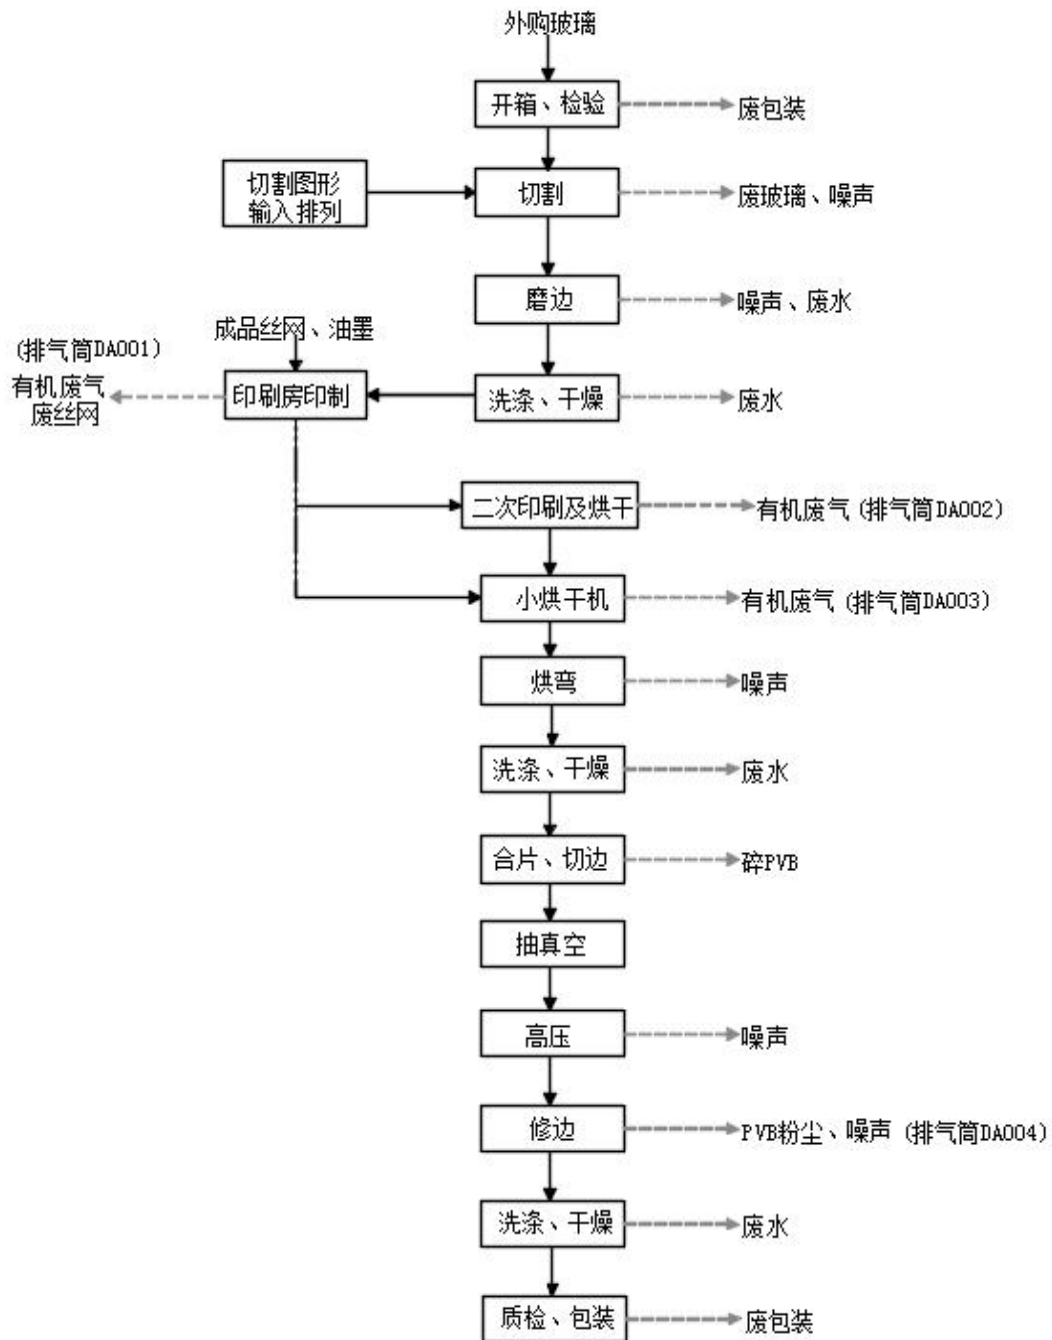 外购玻璃
开箱、检验
废包装
切割图形
输入排列
切割
废玻璃、噪声
磨边
噪声、废水
成品丝网、油墨
(排气筒DA001)
有机废气
废丝网
印刷房印制
洗涤、干燥
废水
二次印刷及烘干
有机废气 (排气筒DA002)
小烘干机
有机废气 (排气筒DA003)
烘弯
噪声
洗涤、干燥
废水
合片、切边
碎PVB
抽真空
高压
噪声
修边
PVB粉尘、噪声 (排气筒DA004)
洗涤、干燥
废水
质检、包装
废包装